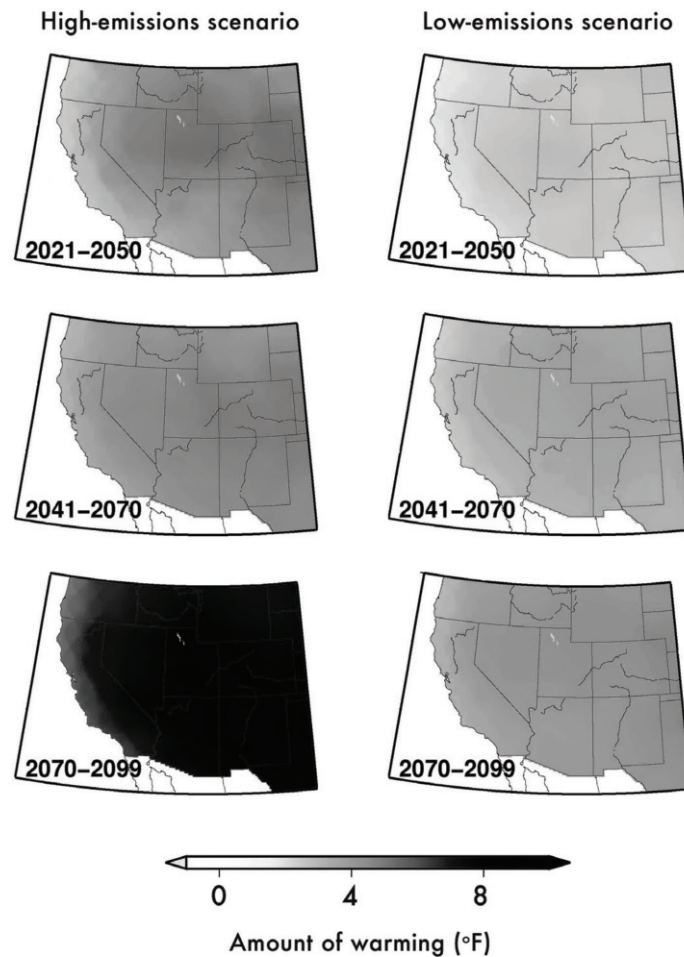 High-emissions scenario
Low-emissions scenario
2021–2050
2021–2050
2041–2070
2041–2070
2070–2099
2070–2099
0 4 8
Amount of warming (°F)